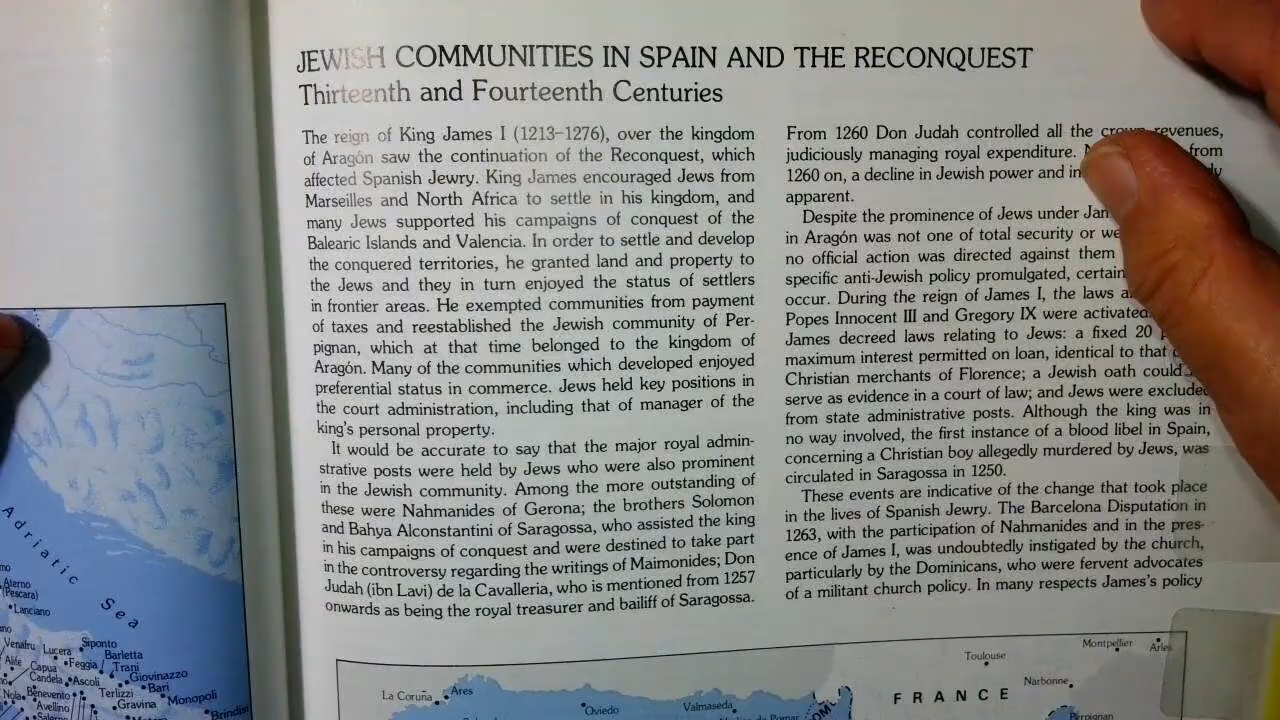 JEWISH COMMUNITIES IN SPAIN AND THE RECONQUEST
Thirteenth and Fourteenth Centuries
The reign of King James I (1213–1276), over the kingdom
of Aragón saw the continuation of the Reconquest, which
affected Spanish Jewry. King James encouraged Jews from
Marseilles and North Africa to settle in his kingdom, and
many Jews supported his campaigns of conquest of the
Balearic Islands and Valencia. In order to settle and develop
the conquered territories, he granted land and property to
the Jews and they in turn enjoyed the status of settlers
in frontier areas. He exempted communities from payment
of taxes and reestablished the Jewish community of Per-
pignan, which at that time belonged to the kingdom of
Aragón. Many of the communities which developed enjoyed
preferential status in commerce. Jews held key positions in
the court administration, including that of manager of the
king's personal property.
It would be accurate to say that the major royal admin-
strative posts were held by Jews who were also prominent
in the Jewish community. Among the more outstanding of
these were Nahmanides of Gerona; the brothers Solomon
and Bahya Alconstantini of Saragossa, who assisted the king
in his campaigns of conquest and were destined to take part
in the controversy regarding the writings of Maimonides; Don
Judah (ibn Lavi) de la Cavalleria, who is mentioned from 1257
onwards as being the royal treasurer and bailiff of Saragossa.
From 1260 Don Judah controlled all the crown revenues,
judiciously managing royal expenditure. from
1260 on, a decline in Jewish power and
apparent.
Despite the prominence of Jews under
in Aragón was not one of total security or
no official action was directed against them
specific anti-Jewish policy promulgated,
occur. During the reign of James I, the laws
Popes Innocent III and Gregory IX were activated.
James decreed laws relating to Jews: a fixed 20
maximum interest permitted on loan, identical to that
Christian merchants of Florence; a Jewish oath could
serve as evidence in a court of law; and Jews were excluded
from state administrative posts. Although the king was in
no way involved, the first instance of a blood libel in Spain,
concerning a Christian boy allegedly murdered by Jews, was
circulated in Saragossa in 1250.
These events are indicative of the change that took place
in the lives of Spanish Jewry. The Barcelona Disputation in
1263, with the participation of Nahmanides and in the pres-
ence of James I, was undoubtedly instigated by the church,
particularly by the Dominicans, who were fervent advocates
of a militant church policy. In many respects James's policy
Adriatic Sea
Aterno
(Pescara)
Lanciano
Venafru
Lucera
Siponto
Barletta
Alife
Capua
Feggia
Trani
Candela
Ascoli
Giovinazzo
Nola
Benevento
Terlizzi
Bari
Avellino
Gravina
Monopoli
Salerno
Brindisi
Montpellier
Arles
Toulouse
Narbonne
FRANCE
La Coruña
Ares
Oviedo
Valmaseda
Perpignan